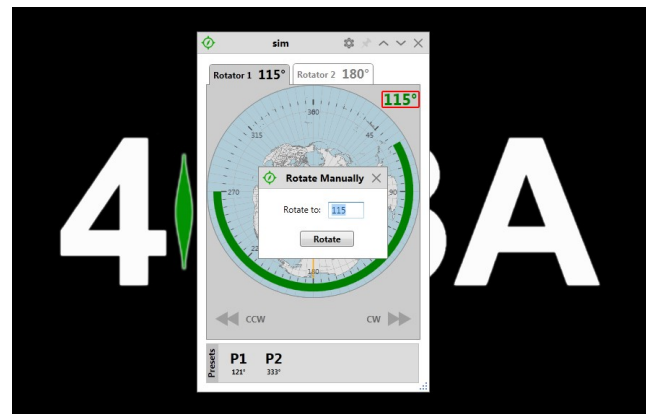 sim
Rotator 1 115°
Rotator 2 180°
115°
360
315
45
270
90
Rotate Manually
Rotate to: 115
Rotate
22
180
CCW
CW
Presets
P1
P2
121°
333°
4
A